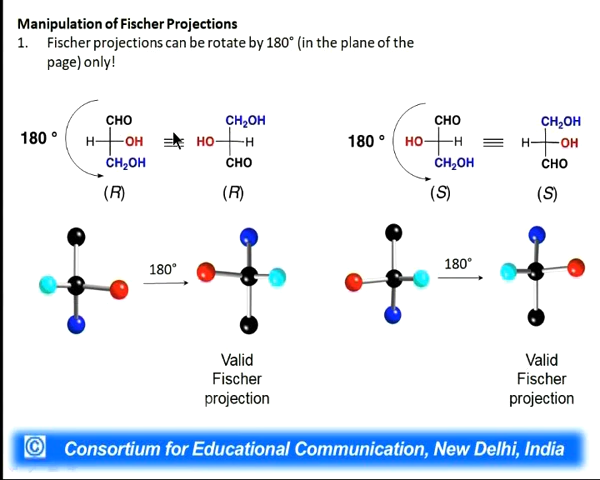 Manipulation of Fischer Projections
1. Fischer projections can be rotate by 180° (in the plane of the
page) only!
CHO CH₂OH CHO CH₂OH
180 ° H OH HO H 180 ° HO H H OH
CH₂OH CHO CH₂OH CHO
(R) (R) (S) (S)
180° 180°
Valid Valid
Fischer Fischer
projection projection
© Consortium for Educational Communication, New Delhi, India